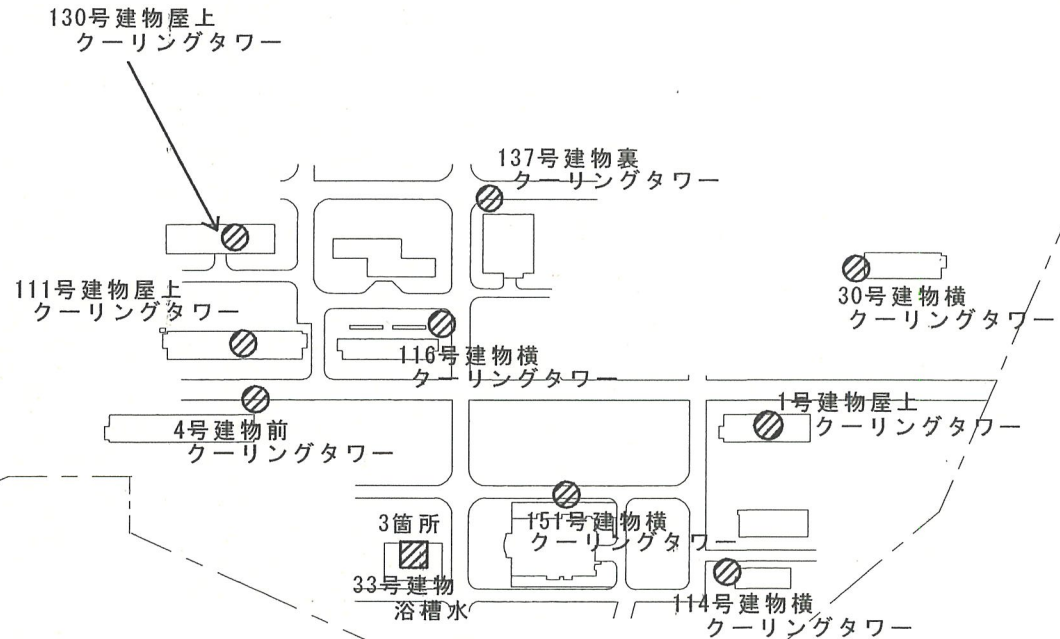 130号建物屋上
クーリングタワー
137号建物裏
クーリングタワー
111号建物屋上
クーリングタワー
30号建物横
クーリングタワー
116号建物横
クーリングタワー
1号建物屋上
クーリングタワー
4号建物前
クーリングタワー
3箇所
33号建物
浴槽水
151号建物横
クーリングタワー
114号建物横
クーリングタワー